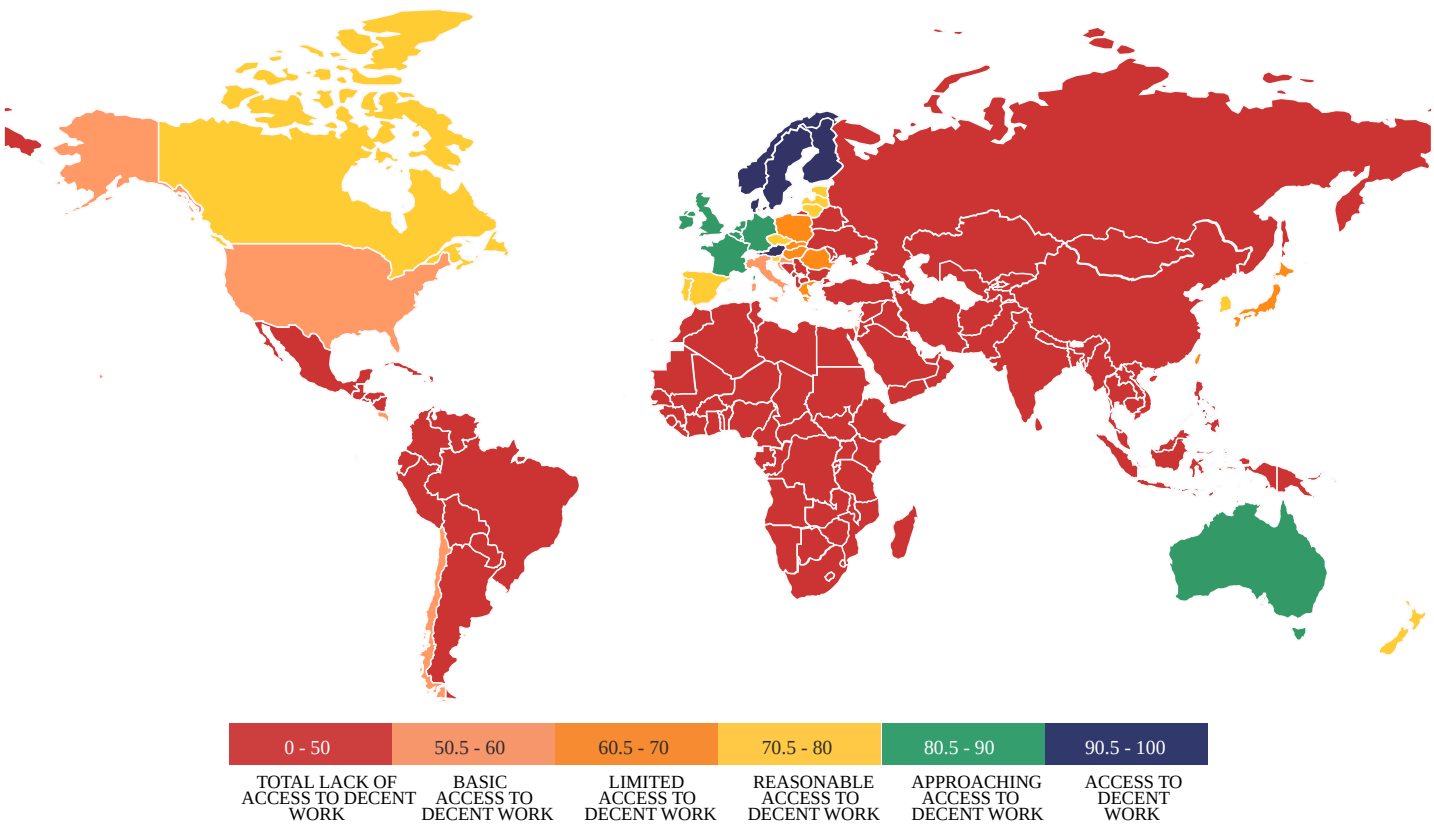 0 - 50
50.5 - 60
60.5 - 70
70.5 - 80
80.5 - 90
90.5 - 100
TOTAL LACK OF
ACCESS TO DECENT
WORK
BASIC
ACCESS TO
DECENT WORK
LIMITED
ACCESS TO
DECENT WORK
REASONABLE
ACCESS TO
DECENT WORK
APPROACHING
ACCESS TO
DECENT WORK
ACCESS TO
DECENT
WORK